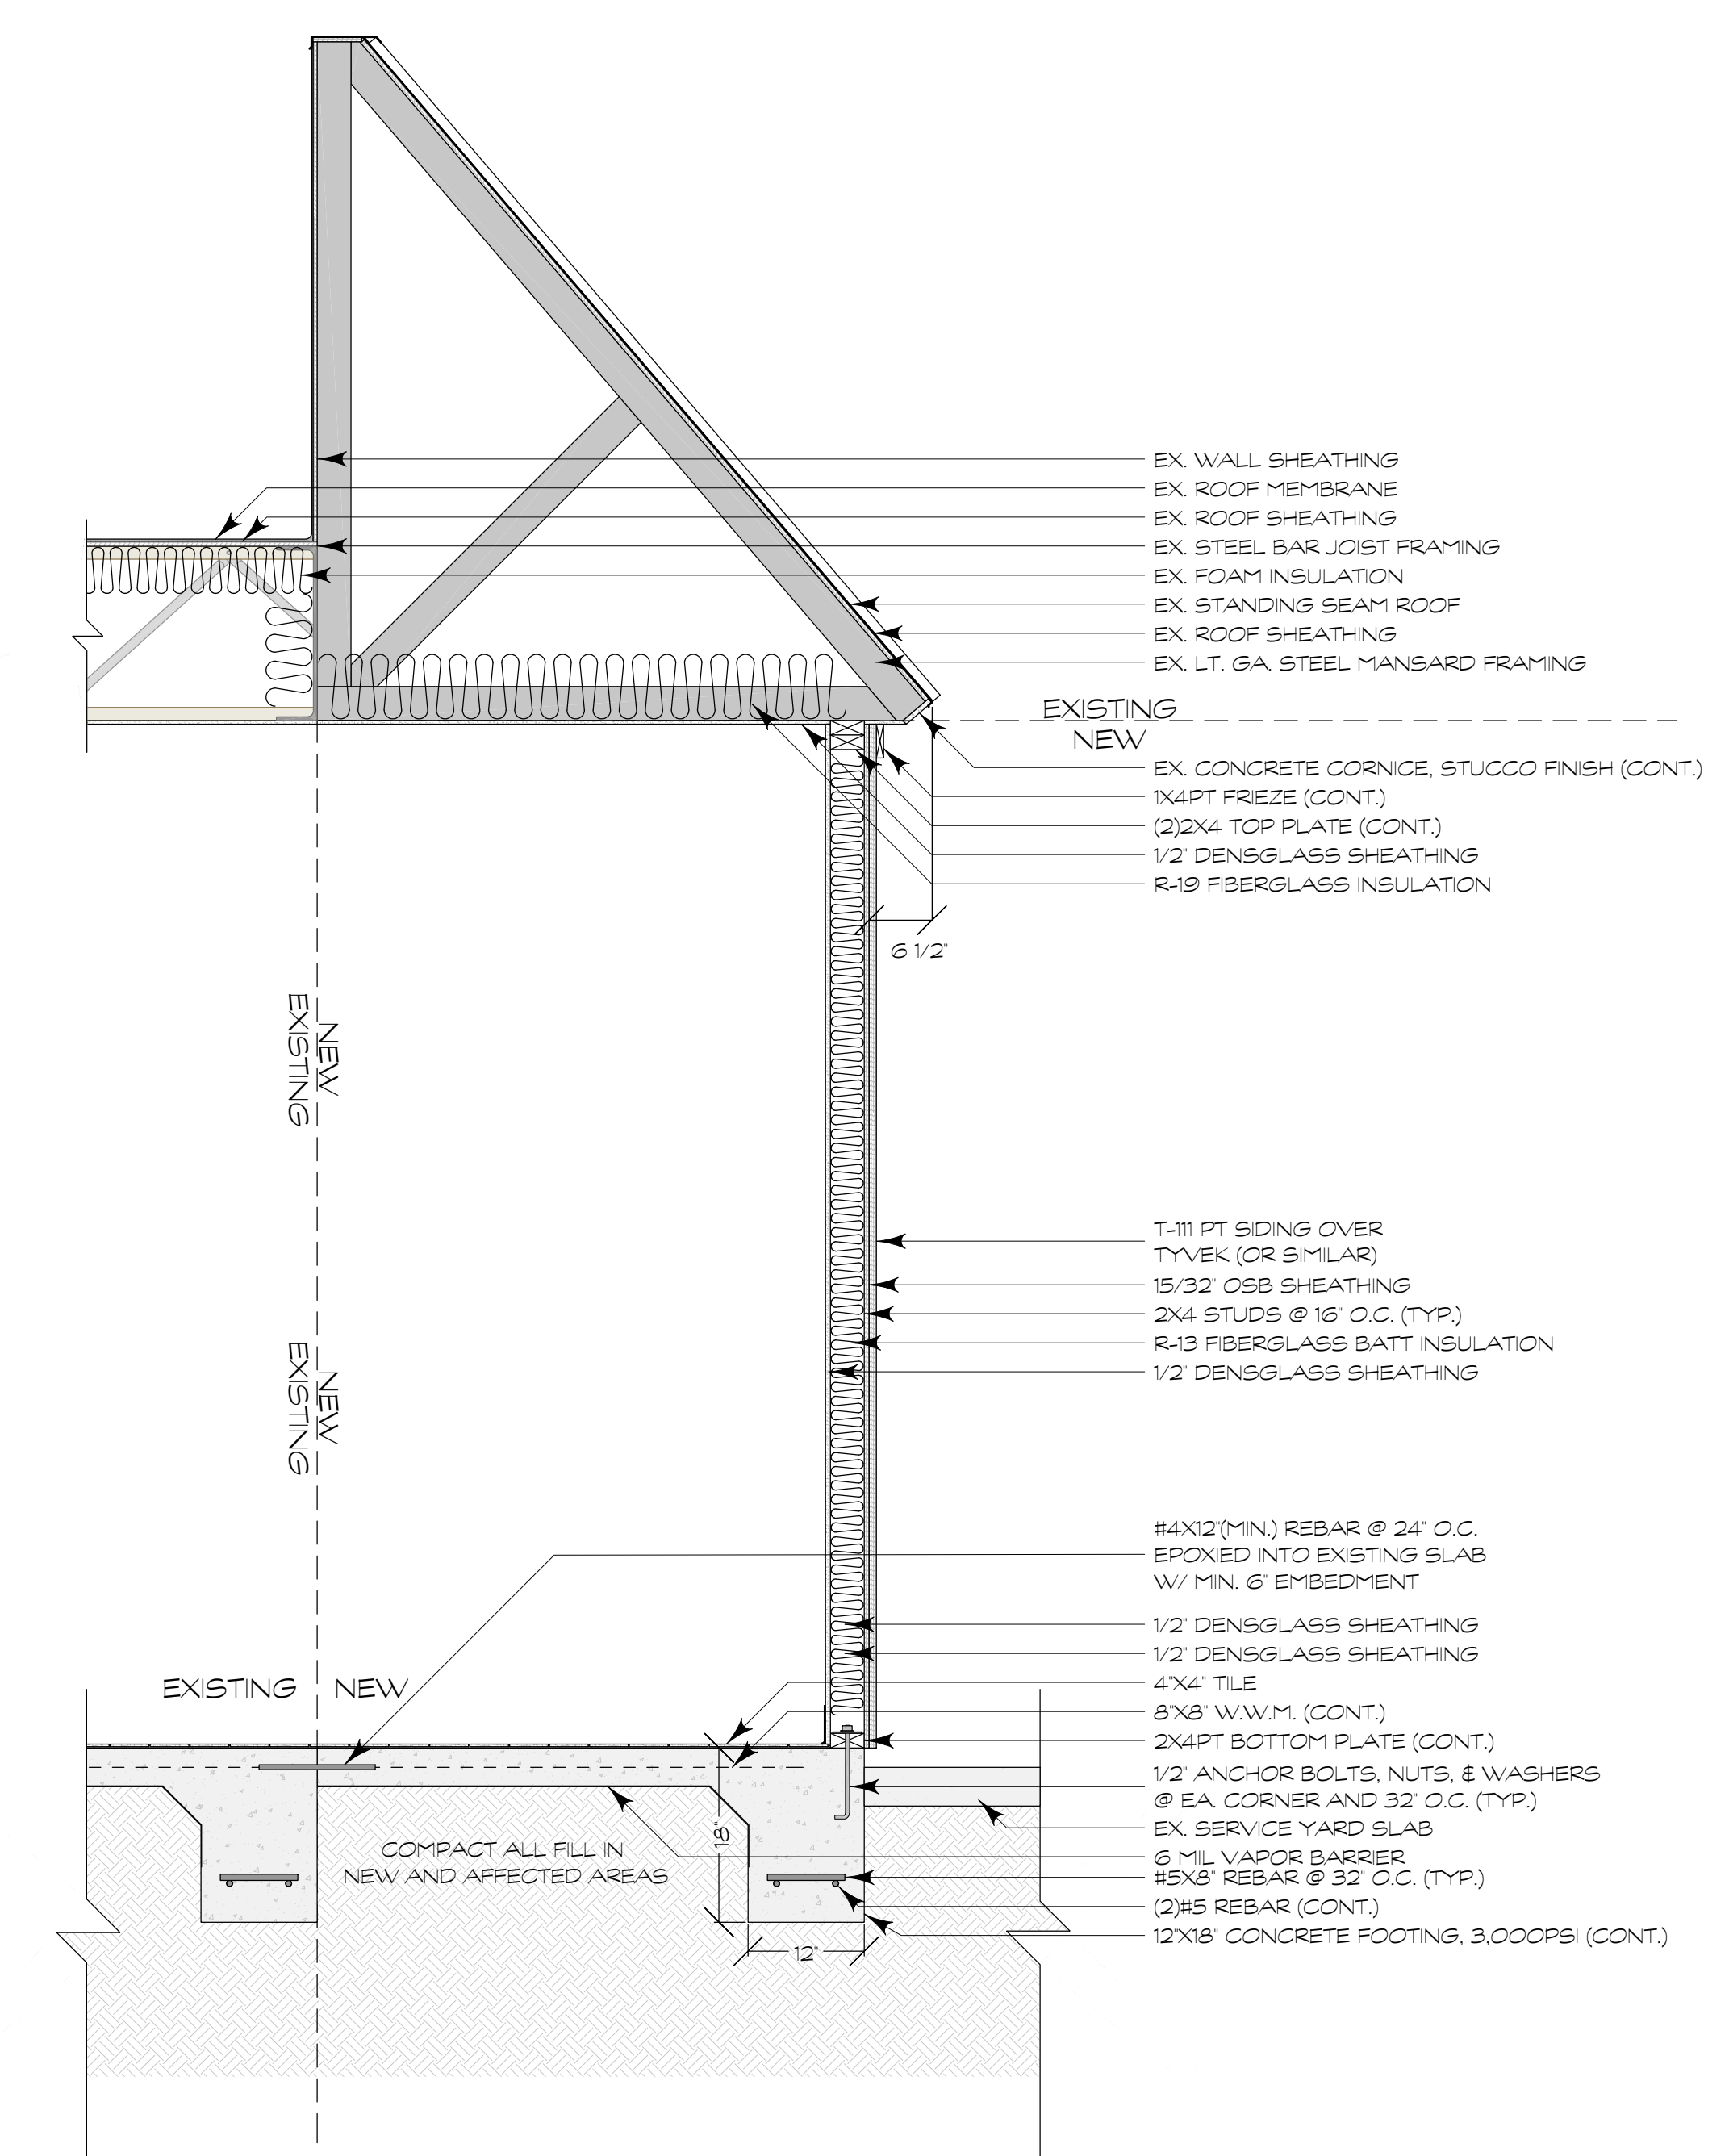 EX. WALL SHEATHING
EX. ROOF MEMBRANE
EX. ROOF SHEATHING
EX. STEEL BAR JOIST FRAMING
EX. FOAM INSULATION
EX. STANDING SEAM ROOF
EX. ROOF SHEATHING
EX. LT. GA. STEEL MANSARD FRAMING
EXISTING
NEW
EX. CONCRETE CORNICE, STUCCO FINISH (CONT.)
1X4PT FRIEZE (CONT.)
(2)2X4 TOP PLATE (CONT.)
1/2" DENSGLASS SHEATHING
R-19 FIBERGLASS INSULATION
6 1/2"
NEW
EXISTING
T-111 PT SIDING OVER
TYVEK (OR SIMILAR)
15/32" OSB SHEATHING
2X4 STUDS @ 16" O.C. (TYP.)
R-13 FIBERGLASS BATT INSULATION
1/2" DENSGLASS SHEATHING
NEW
EXISTING
#4X12"(MIN.) REBAR @ 24" O.C.
EPOXIED INTO EXISTING SLAB
W/ MIN. 6" EMBEDMENT
1/2" DENSGLASS SHEATHING
1/2" DENSGLASS SHEATHING
4"X4" TILE
EXISTING NEW
8"X8" W.W.M. (CONT.)
2X4PT BOTTOM PLATE (CONT.)
1/2" ANCHOR BOLTS, NUTS, & WASHERS
@ EA. CORNER AND 32" O.C. (TYP.)
EX. SERVICE YARD SLAB
6 MIL VAPOR BARRIER
#5X8" REBAR @ 32" O.C. (TYP.)
(2)#5 REBAR (CONT.)
12"X18" CONCRETE FOOTING, 3,000PSI (CONT.)
COMPACT ALL FILL IN
NEW AND AFFECTED AREAS
18"
12"